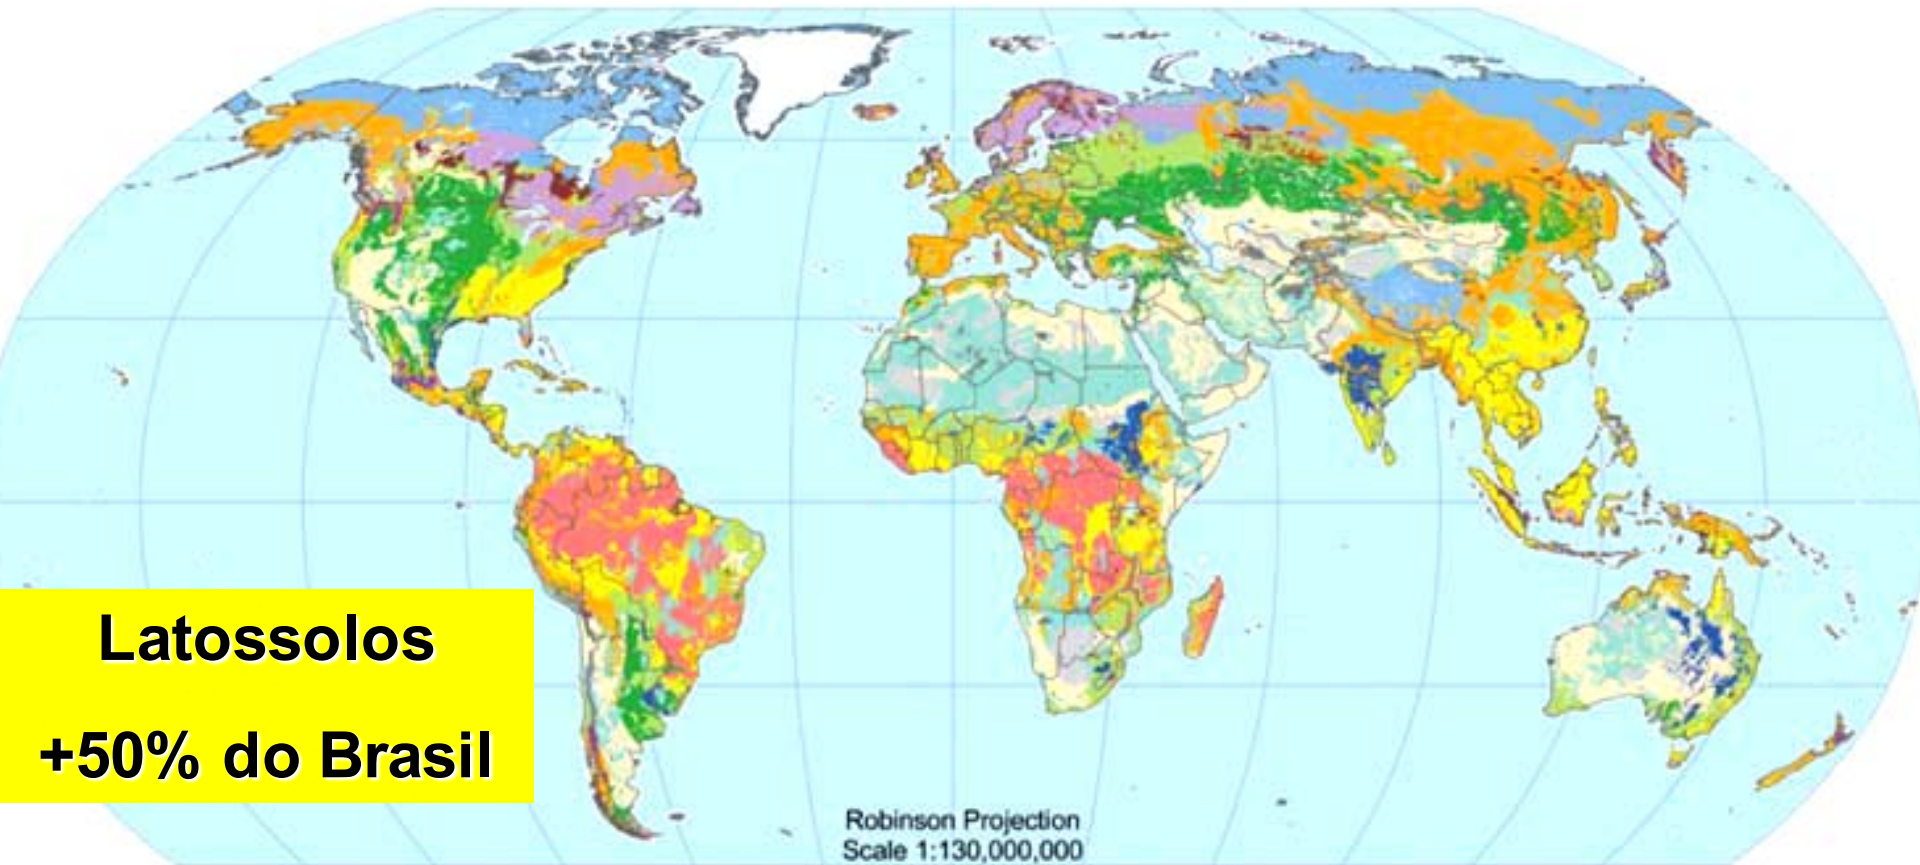 Latossolos
+50% do Brasil
Robinson Projection
Scale 1:130,000,000